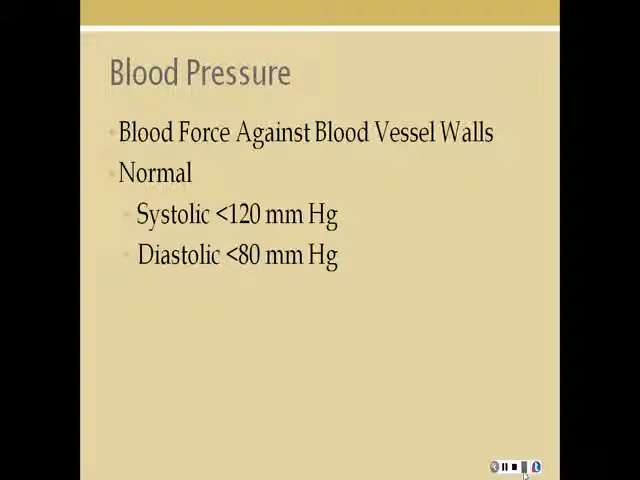 Blood Pressure
Blood Force Against Blood Vessel Walls
Normal
Systolic <120 mm Hg
Diastolic <80 mm Hg